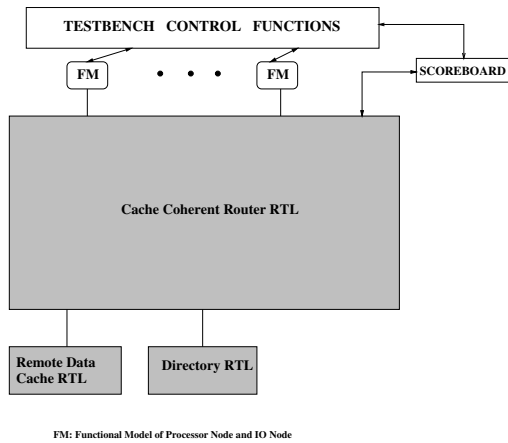 TESTBENCH CONTROL FUNCTIONS
FM
FM
SCOREBOARD
Cache Coherent Router RTL
Remote Data
Cache RTL
Directory RTL
FM: Functional Model of Processor Node and IO Node